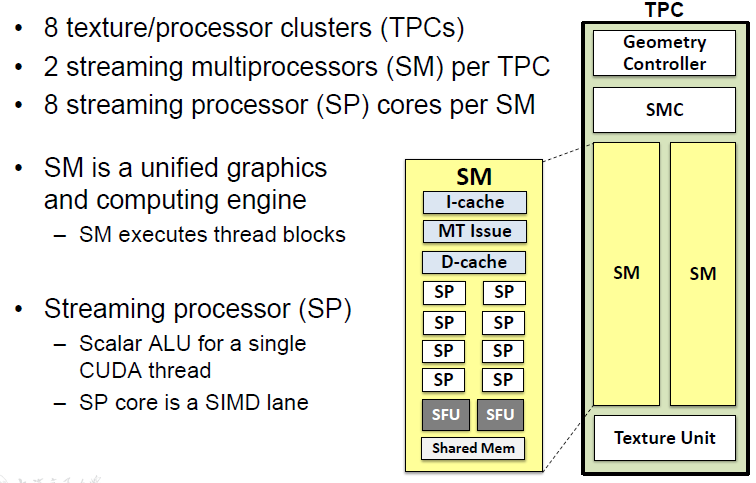 • 8 texture/processor clusters (TPCs)
• 2 streaming multiprocessors (SM) per TPC
• 8 streaming processor (SP) cores per SM
• SM is a unified graphics
and computing engine
– SM executes thread blocks
• Streaming processor (SP)
– Scalar ALU for a single
CUDA thread
– SP core is a SIMD lane
SM
I-cache
MT Issue
D-cache
SP SP
SP SP
SP SP
SP SP
SFU SFU
Shared Mem
TPC
Geometry
Controller
SMC
SM SM
Texture Unit